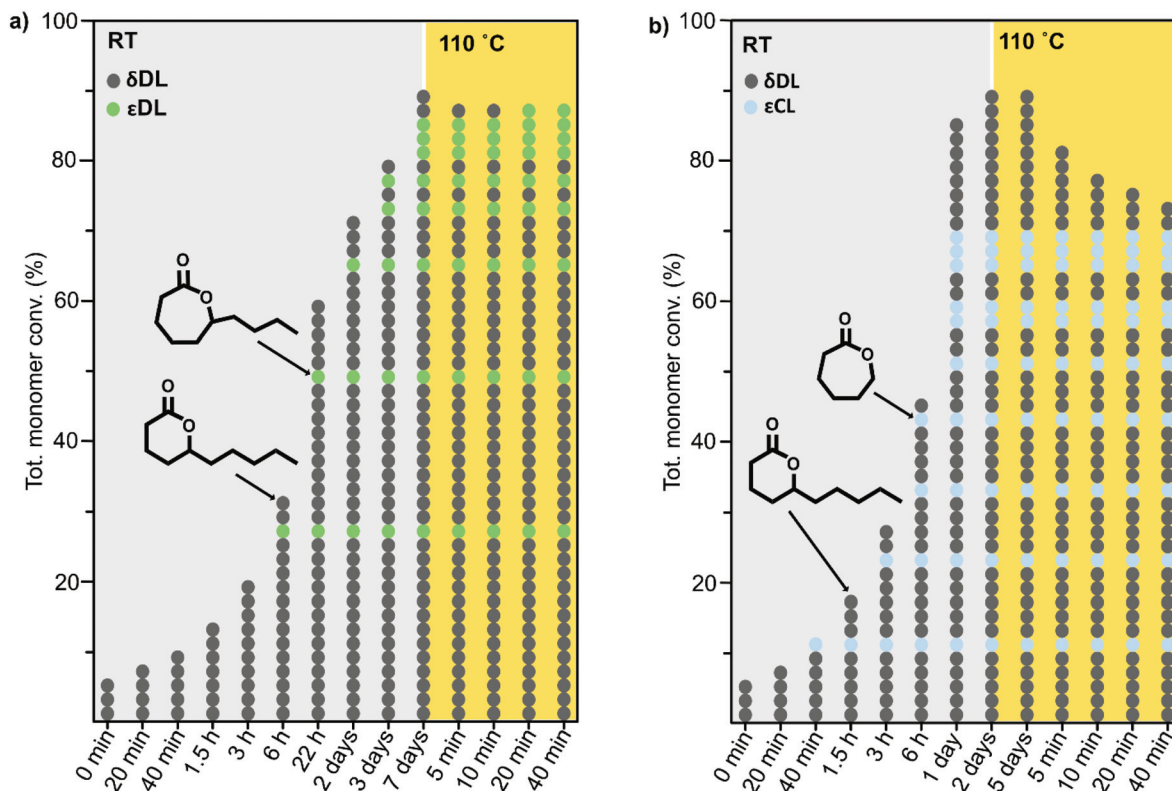 a)
RT
110 °C
δDL
εDL
Tot. monomer conv. (%)
100
80
60
40
20
O
O
O
O
0 min
20 min
40 min
1.5 h
3 h
6 h
22 h
2 days
3 days
7 days
5 min
10 min
20 min
40 min
b)
RT
110 °C
δDL
εCL
Tot. monomer conv. (%)
100
80
60
40
20
O
O
O
O
0 min
20 min
40 min
1.5 h
3 h
6 h
1 day
2 days
5 days
5 min
10 min
20 min
40 min